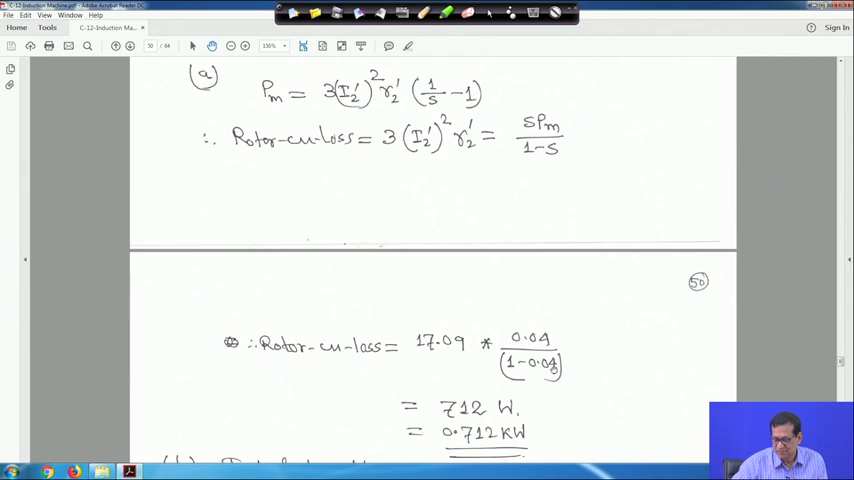 C-12-Induction Machine.pdf - Adobe Acrobat Reader DC
File Edit View Window Help
Home Tools C-12-Induction Ma... × Sign In
50 / 64 150%
(a) Pm = 3(I2')² r2' (1/s − 1)
∴ Rotor-cu-loss = 3 (I2')² r2' = sPm/1−s
50
∴ Rotor-cu-loss = 17.09 * 0.04/(1−0.04)
= 712 W.
= 0.712 KW